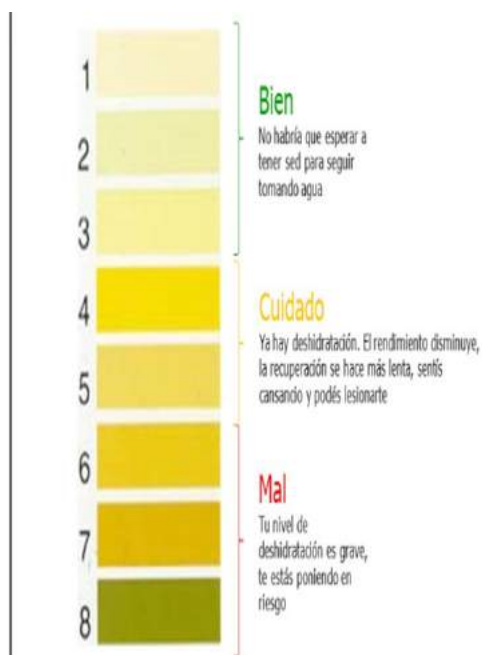 1
2
3
4
5
6
7
8
Bien
No habría que esperar a
tener sed para seguir
tomando agua
Cuidado
Ya hay deshidratación. El rendimiento disminuye,
la recuperación se hace más lenta, sentís
cansancio y podés lesionarte
Mal
Tu nivel de
deshidratación es grave,
te estás poniendo en
riesgo